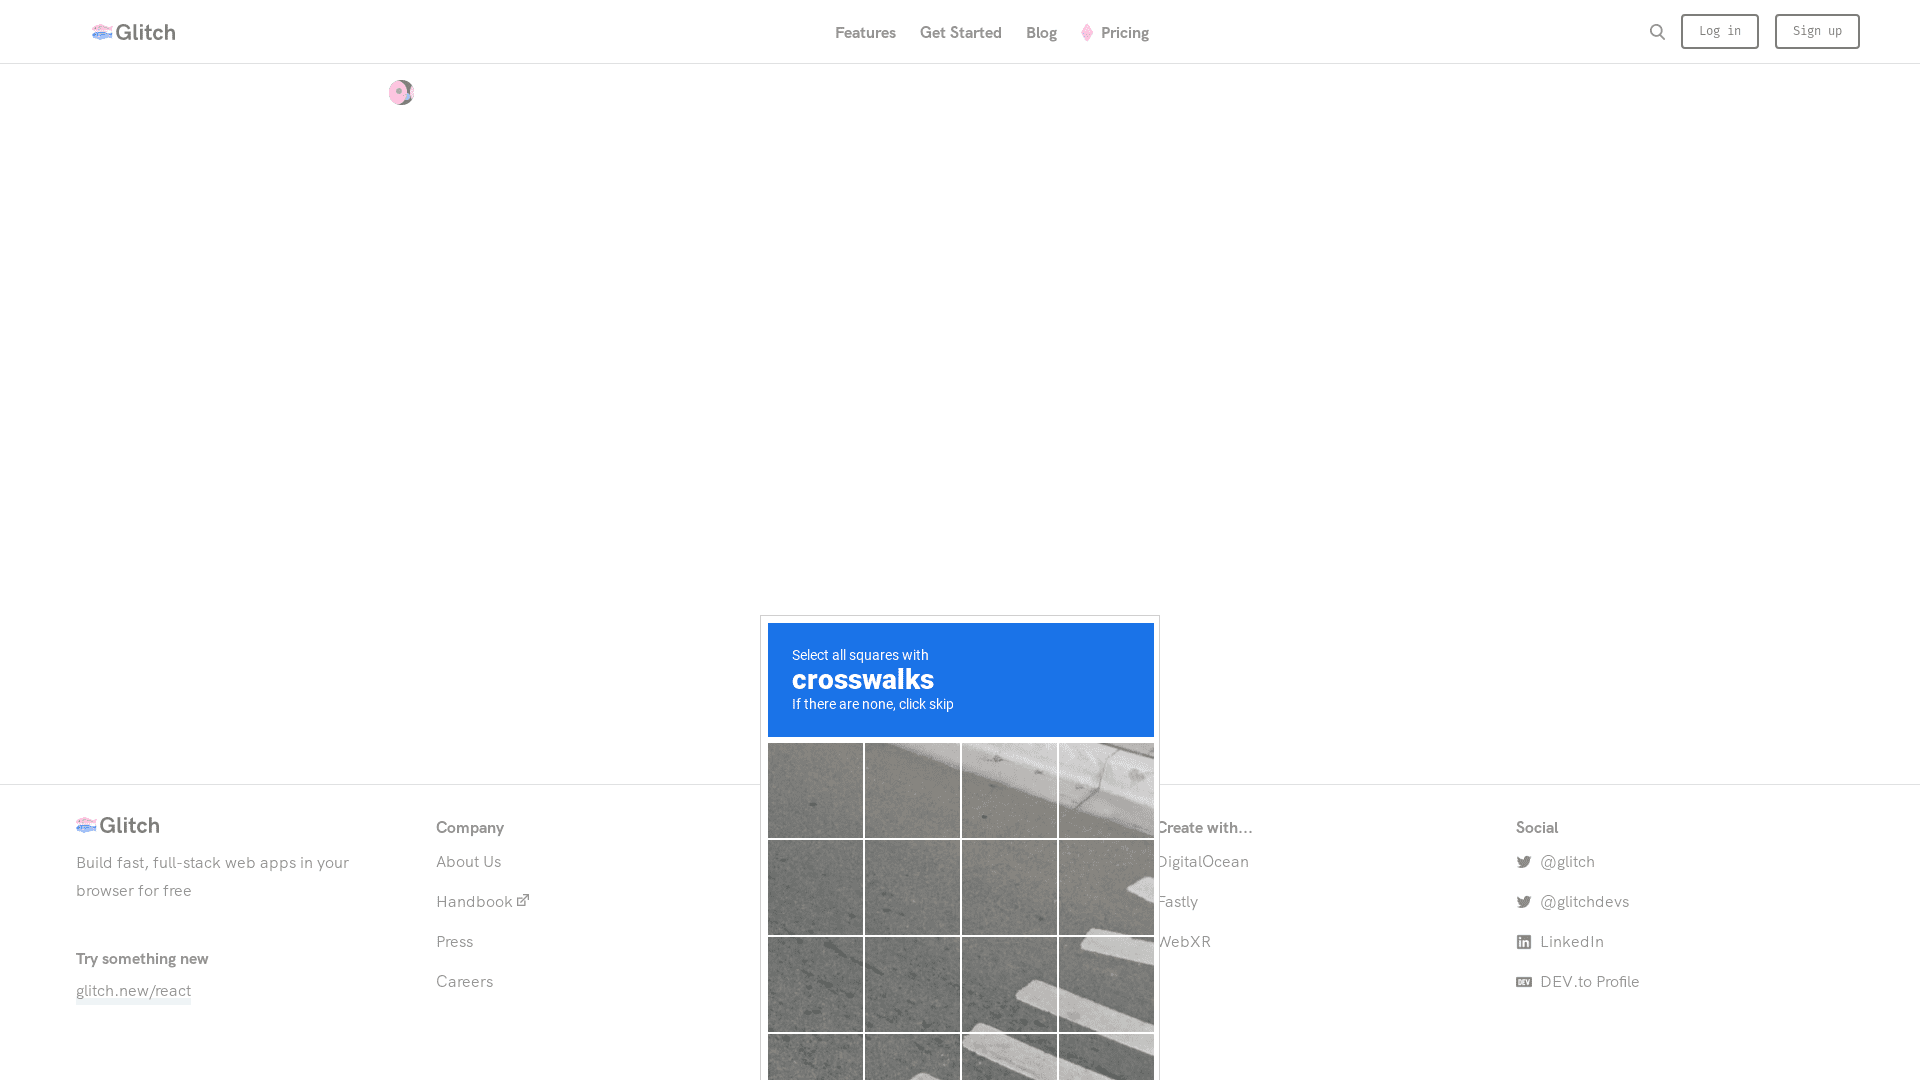 Glitch
Features
Get Started
Blog
Pricing
Log in
Sign up
Select all squares with
crosswalks
If there are none, click skip
Glitch
Build fast, full-stack web apps in your
browser for free
Try something new
glitch.new/react
Company
About Us
Handbook
Press
Careers
Create with...
DigitalOcean
Fastly
WebXR
Social
@glitch
@glitchdevs
LinkedIn
DEV.to Profile